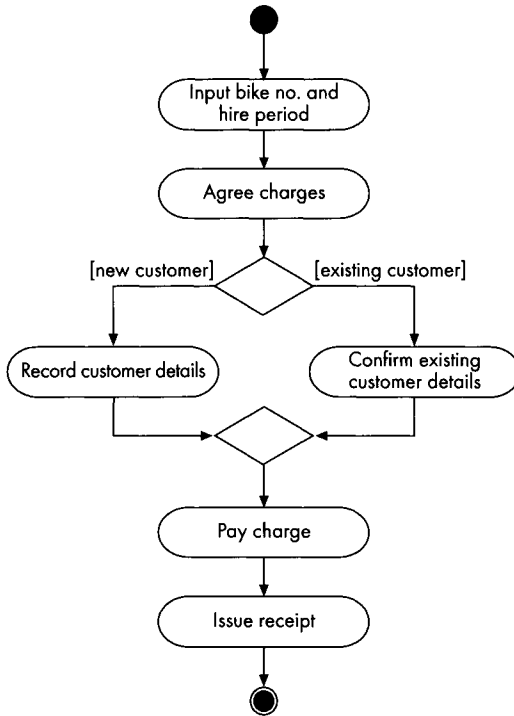 Input bike no. and
hire period
Agree charges
[new customer]
[existing customer]
Record customer details
Confirm existing
customer details
Pay charge
Issue receipt